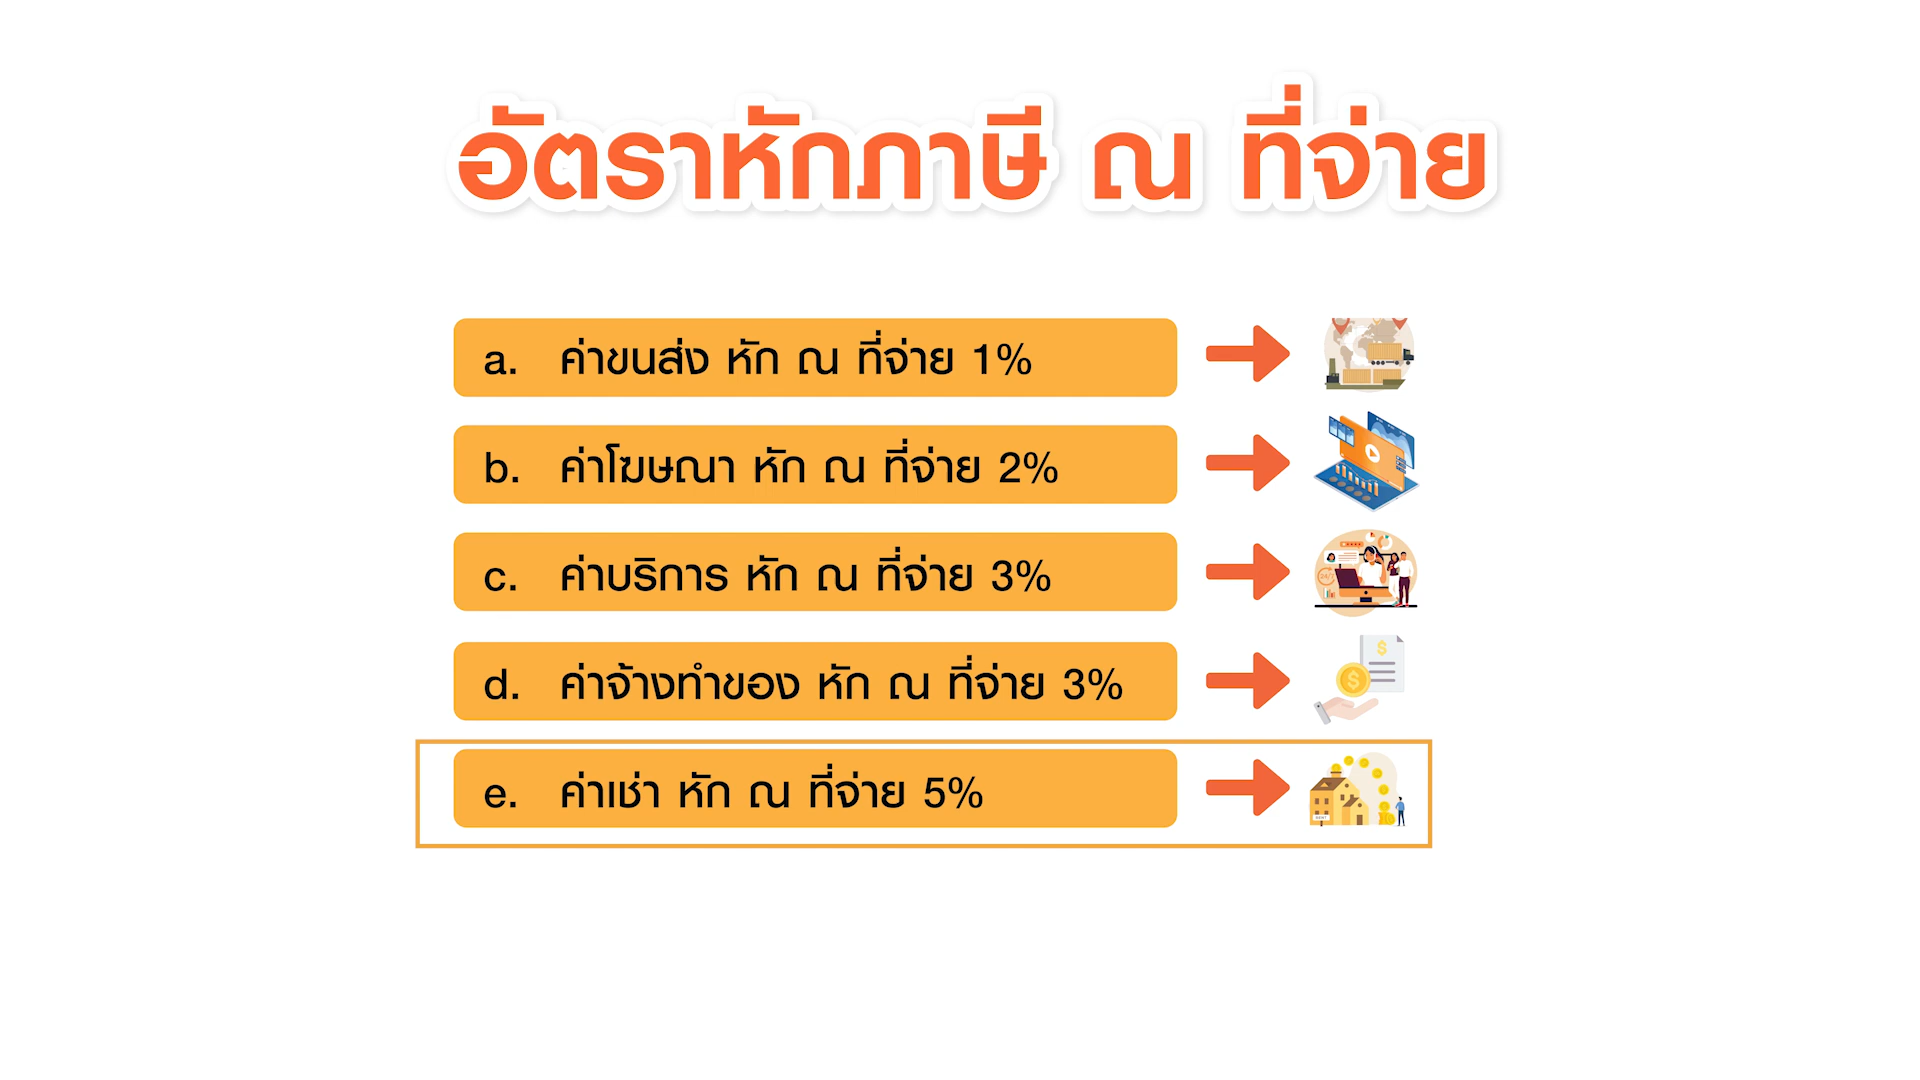 อัตราหักภาษี ณ ที่จ่าย
a. ค่าขนส่ง หัก ณ ที่จ่าย 1%
b. ค่าโฆษณา หัก ณ ที่จ่าย 2%
c. ค่าบริการ หัก ณ ที่จ่าย 3%
d. ค่าจ้างทำของ หัก ณ ที่จ่าย 3%
e. ค่าเช่า หัก ณ ที่จ่าย 5%